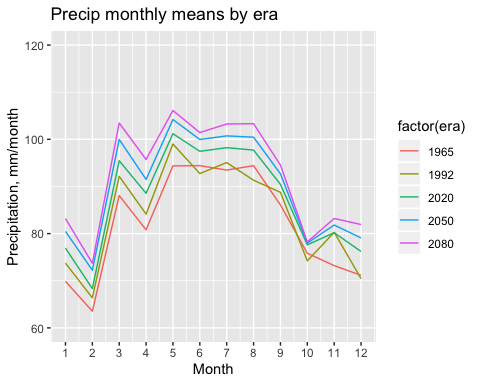 Precip monthly means by era
120
100
80
60
Precipitation, mm/month
1 2 3 4 5 6 7 8 9 10 11 12
Month
factor(era)
1965
1992
2020
2050
2080